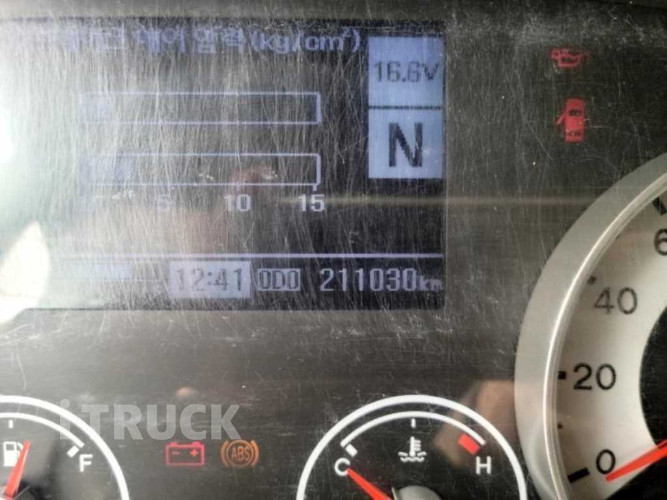 에어 압력 (kg/cm²)
16.6V
N
5 10 15
12:41 ODO 211030km
40
20
0
iTRUCK
F
ABS
C H